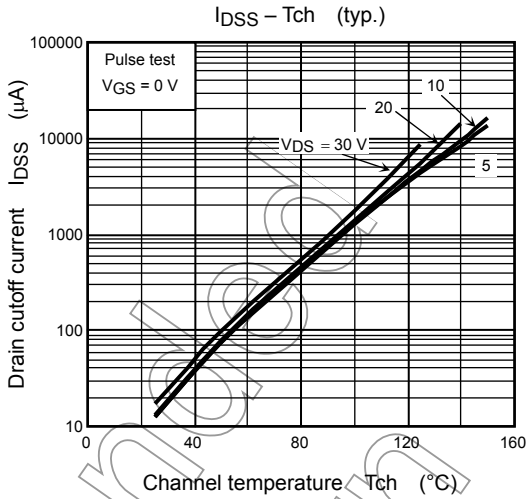 IDSS – Tch (typ.)
Pulse test
VGS = 0 V
100000
10000
1000
100
10
VDS = 30 V
20
10
5
0
40
80
120
160
Drain cutoff current IDSS (μA)
Channel temperature Tch (°C)